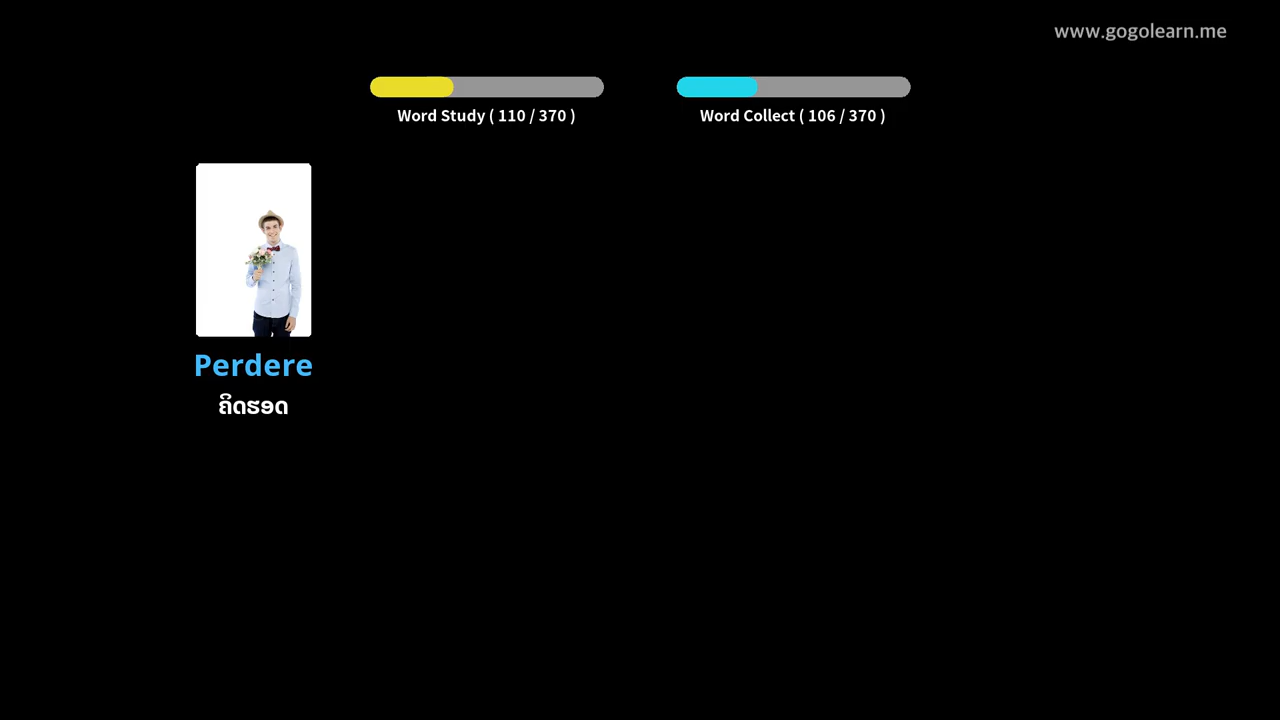 www.gogolearn.me
Word Study ( 110 / 370 )
Word Collect ( 106 / 370 )
Perdere
ຄິດຮອດ